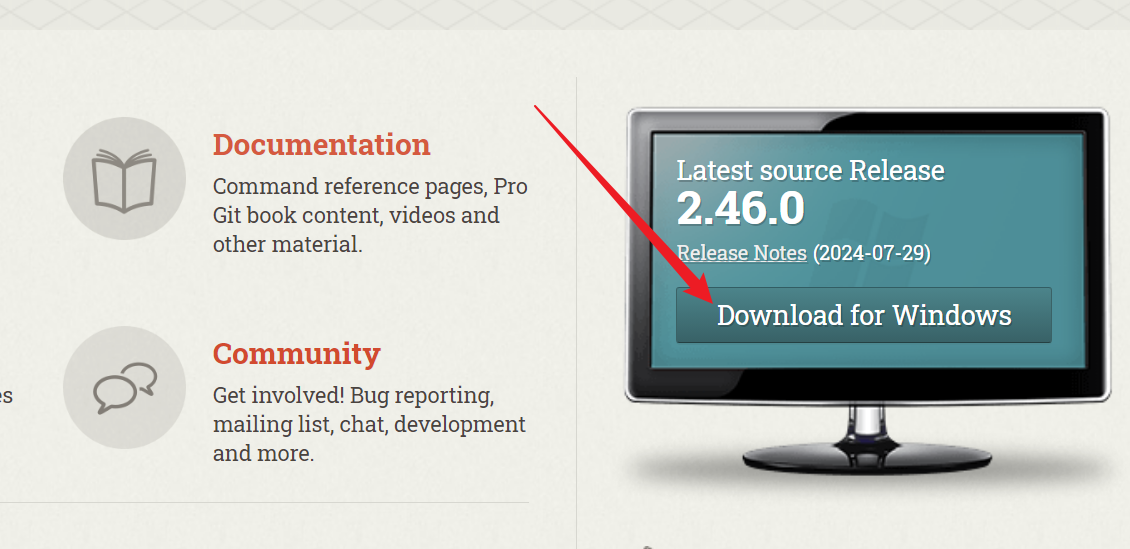 Documentation
Command reference pages, Pro
Git book content, videos and
other material.
Community
Get involved! Bug reporting,
mailing list, chat, development
and more.
es
Latest source Release
2.46.0
Release Notes (2024-07-29)
Download for Windows